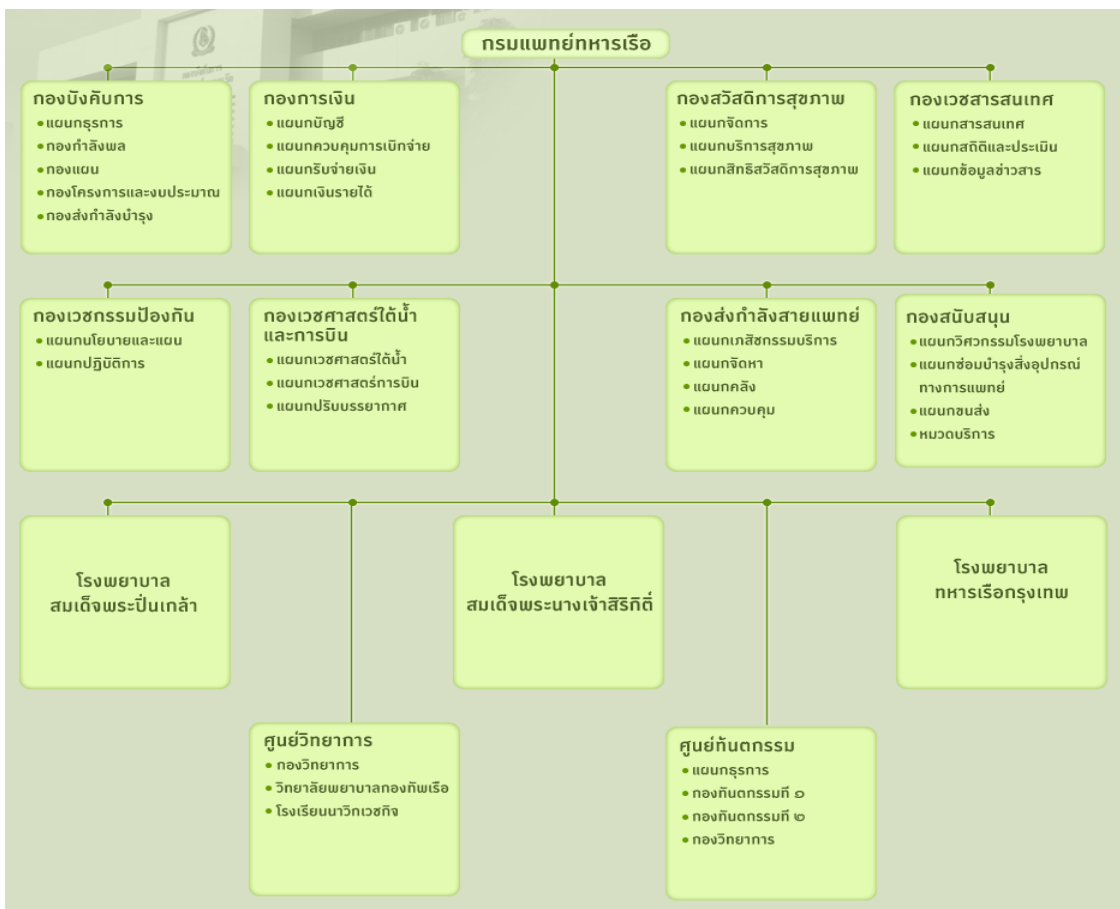 กรมแพทย์ทหารเรือ
กองบังคับการ
แผนกธุรการ
กองกำลังพล
กองแผน
กองโครงการและงบประมาณ
กองส่งกำลังบำรุง
กองการเงิน
แผนกบัญชี
แผนกควบคุมการเบิกจ่าย
แผนกรับจ่ายเงิน
แผนกเงินรายได้
กองสวัสดิการสุขภาพ
แผนกจัดการ
แผนกบริการสุขภาพ
แผนกสิทธิสวัสดิการสุขภาพ
กองเวชสารสนเทศ
แผนกสารสนเทศ
แผนกสถิติและประเมิน
แผนกข้อมูลข่าวสาร
กองเวชกรรมป้องกัน
แผนกนโยบายและแผน
แผนกปฏิบัติการ
กองเวชศาสตร์ใต้น้ำ
และการบิน
แผนกเวชศาสตร์ใต้น้ำ
แผนกเวชศาสตร์การบิน
แผนกปรับบรรยากาศ
กองส่งกำลังสายแพทย์
แผนกเภสัชกรรมบริการ
แผนกจัดหา
แผนกคลัง
แผนกควบคุม
กองสนับสนุน
แผนกวิศวกรรมโรงพยาบาล
แผนกซ่อมบำรุงสิ่งอุปกรณ์
ทางการแพทย์
แผนกขนส่ง
หมวดบริการ
โรงพยาบาล
สมเด็จพระปิ่นเกล้า
โรงพยาบาล
สมเด็จพระนางเจ้าสิริกิติ์
โรงพยาบาล
ทหารเรือกรุงเทพ
ศูนย์วิทยาการ
กองวิทยาการ
วิทยาลัยพยาบาลกองทัพเรือ
โรงเรียนนาวิกเวชกิจ
ศูนย์ทันตกรรม
แผนกธุรการ
กองทันตกรรมที่ ๑
กองทันตกรรมที่ ๒
กองวิทยาการ